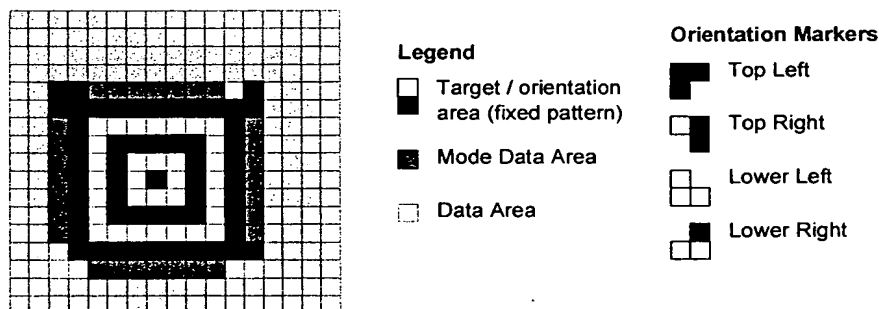 Legend
Target / orientation
area (fixed pattern)
Mode Data Area
Data Area
Orientation Markers
Top Left
Top Right
Lower Left
Lower Right